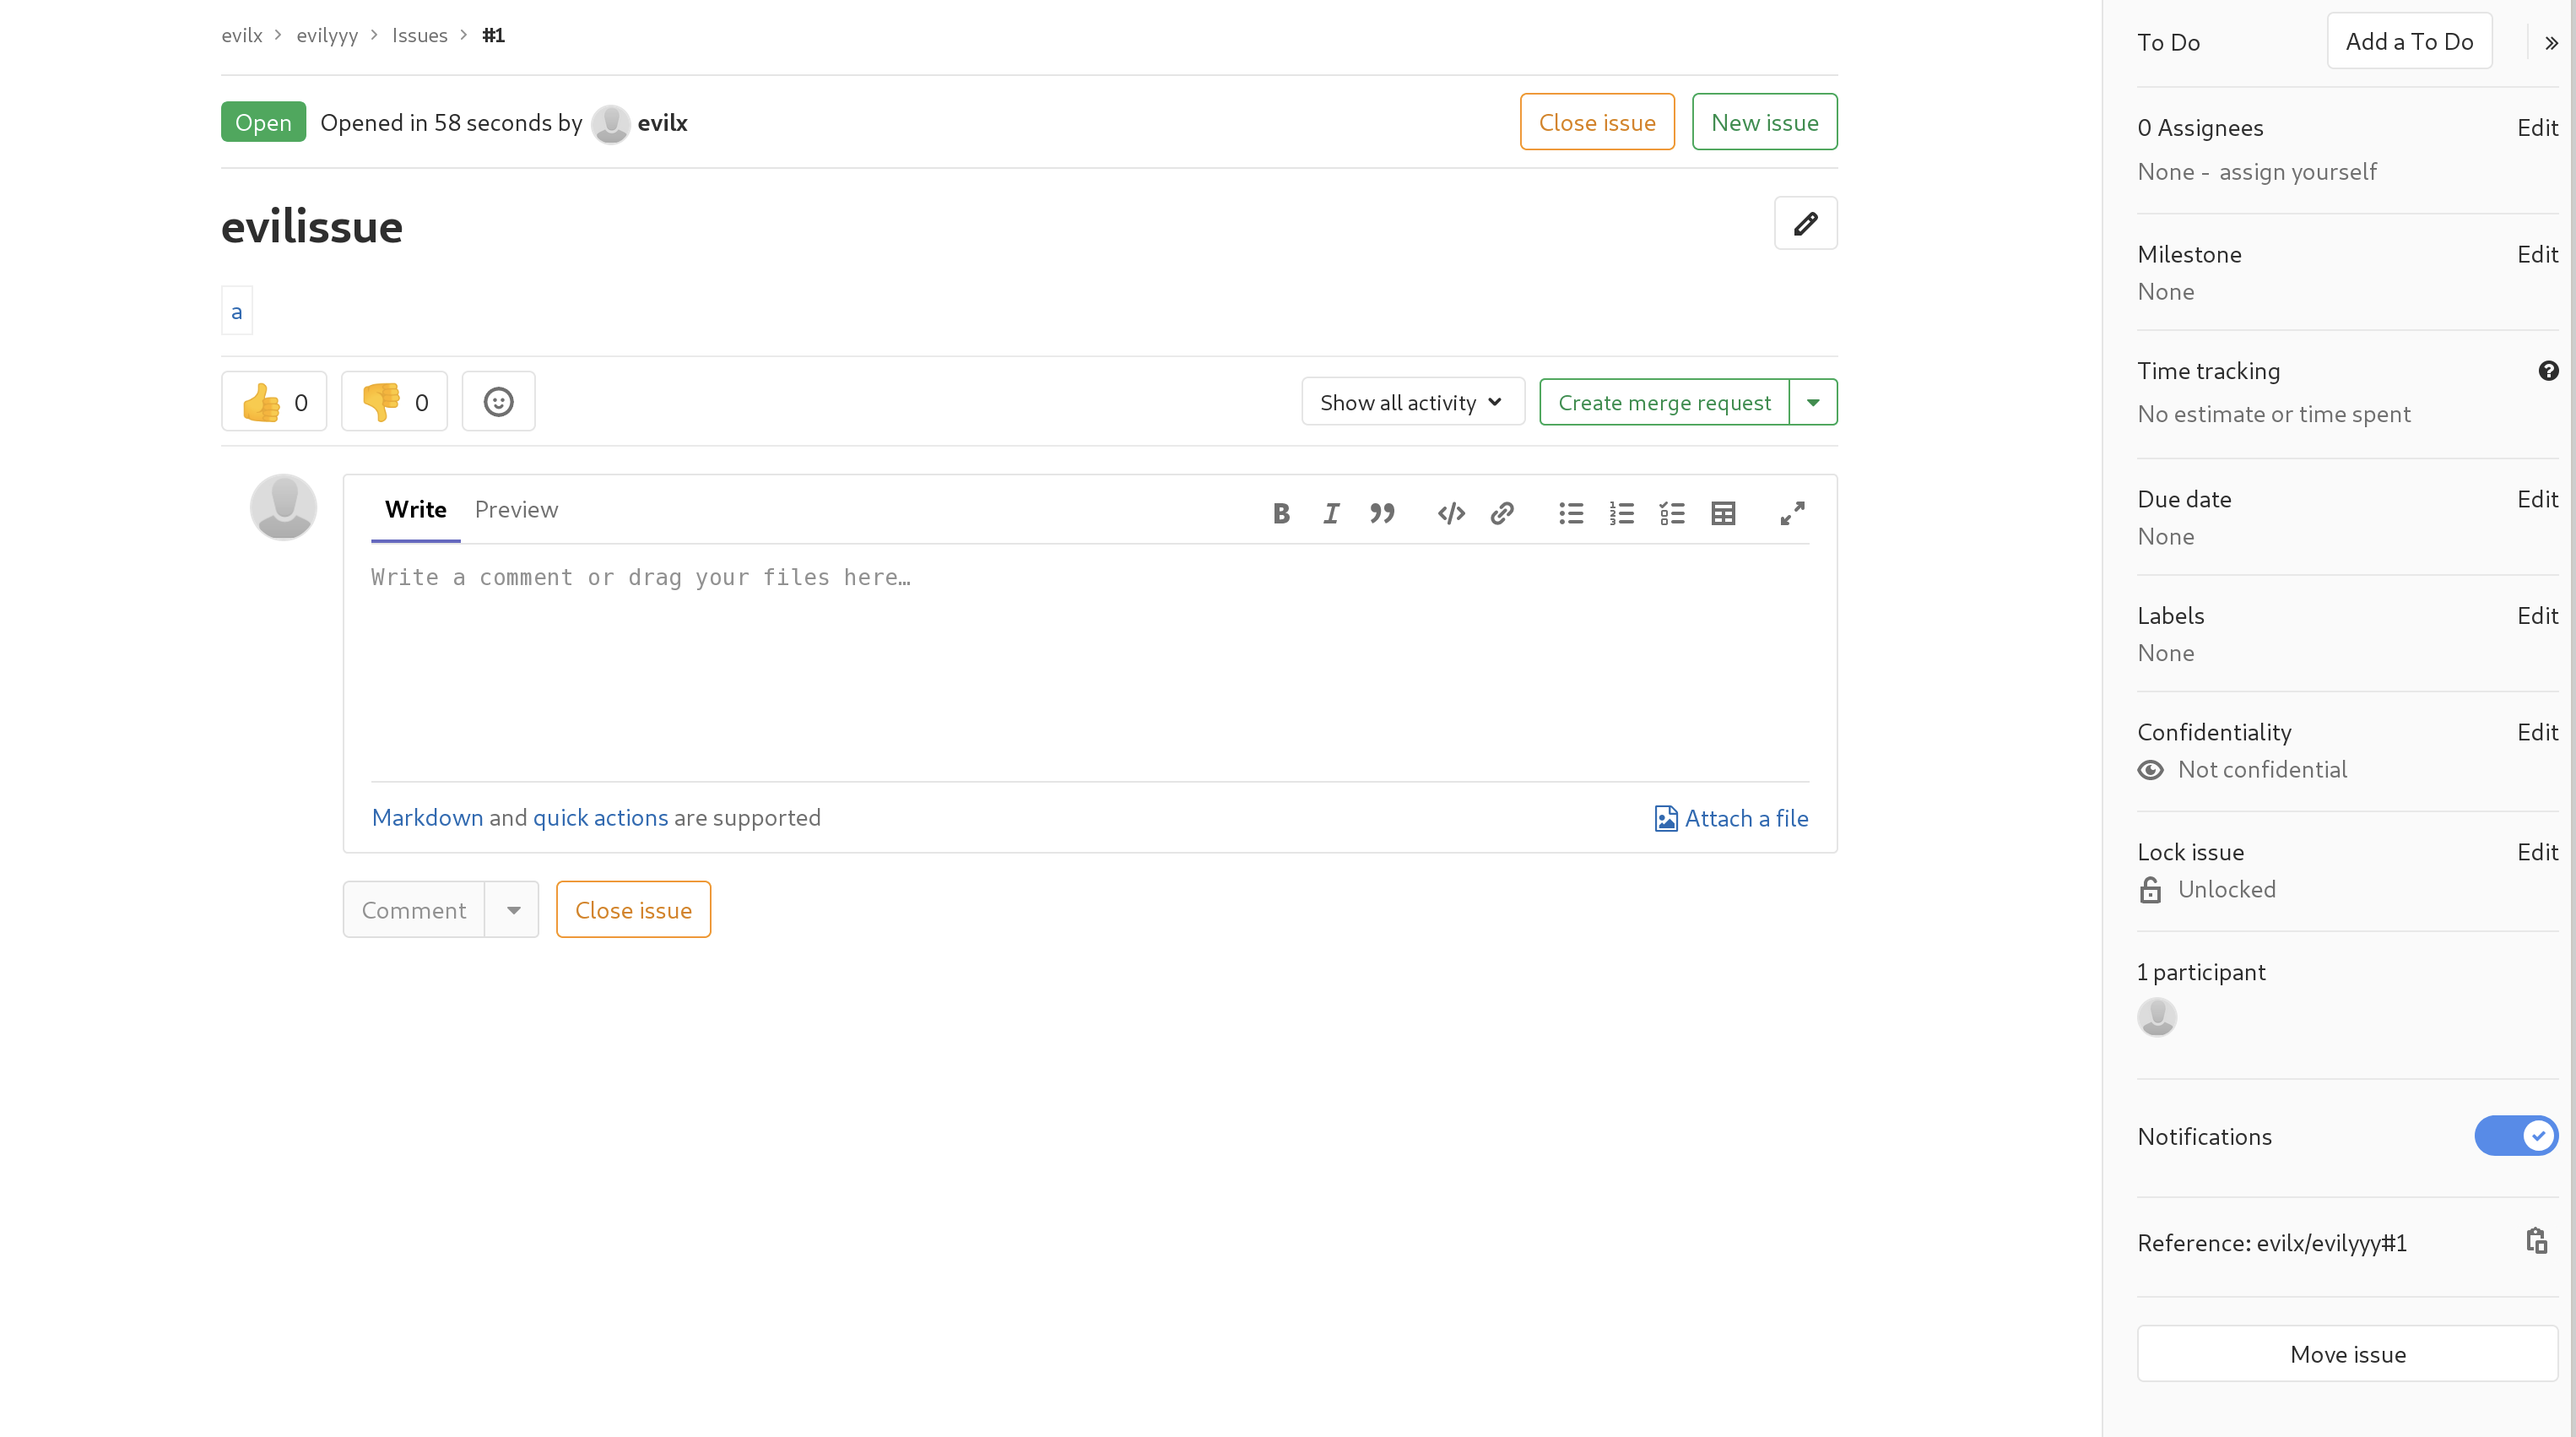 evilx > evilyyy > Issues > #1
Open Opened in 58 seconds by evilx
Close issue
New issue
evilissue
a
0
0
Show all activity
Create merge request
Write
Preview
Write a comment or drag your files here…
Markdown and quick actions are supported
Attach a file
Comment
Close issue
To Do
Add a To Do
0 Assignees
Edit
None - assign yourself
Milestone
Edit
None
Time tracking
No estimate or time spent
Due date
Edit
None
Labels
Edit
None
Confidentiality
Edit
Not confidential
Lock issue
Edit
Unlocked
1 participant
Notifications
Reference: evilx/evilyyy#1
Move issue